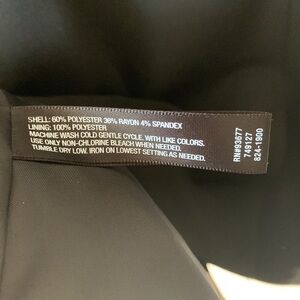 SHELL: 60% POLYESTER 36% RAYON 4% SPANDEX
LINING: 100% POLYESTER
MACHINE WASH COLD GENTLE CYCLE. WITH LIKE COLORS.
USE ONLY NON-CHLORINE BLEACH WHEN NEEDED.
TUMBLE DRY LOW. IRON ON LOWEST SETTING AS NEEDED.
RN#93677
749127
824-1900